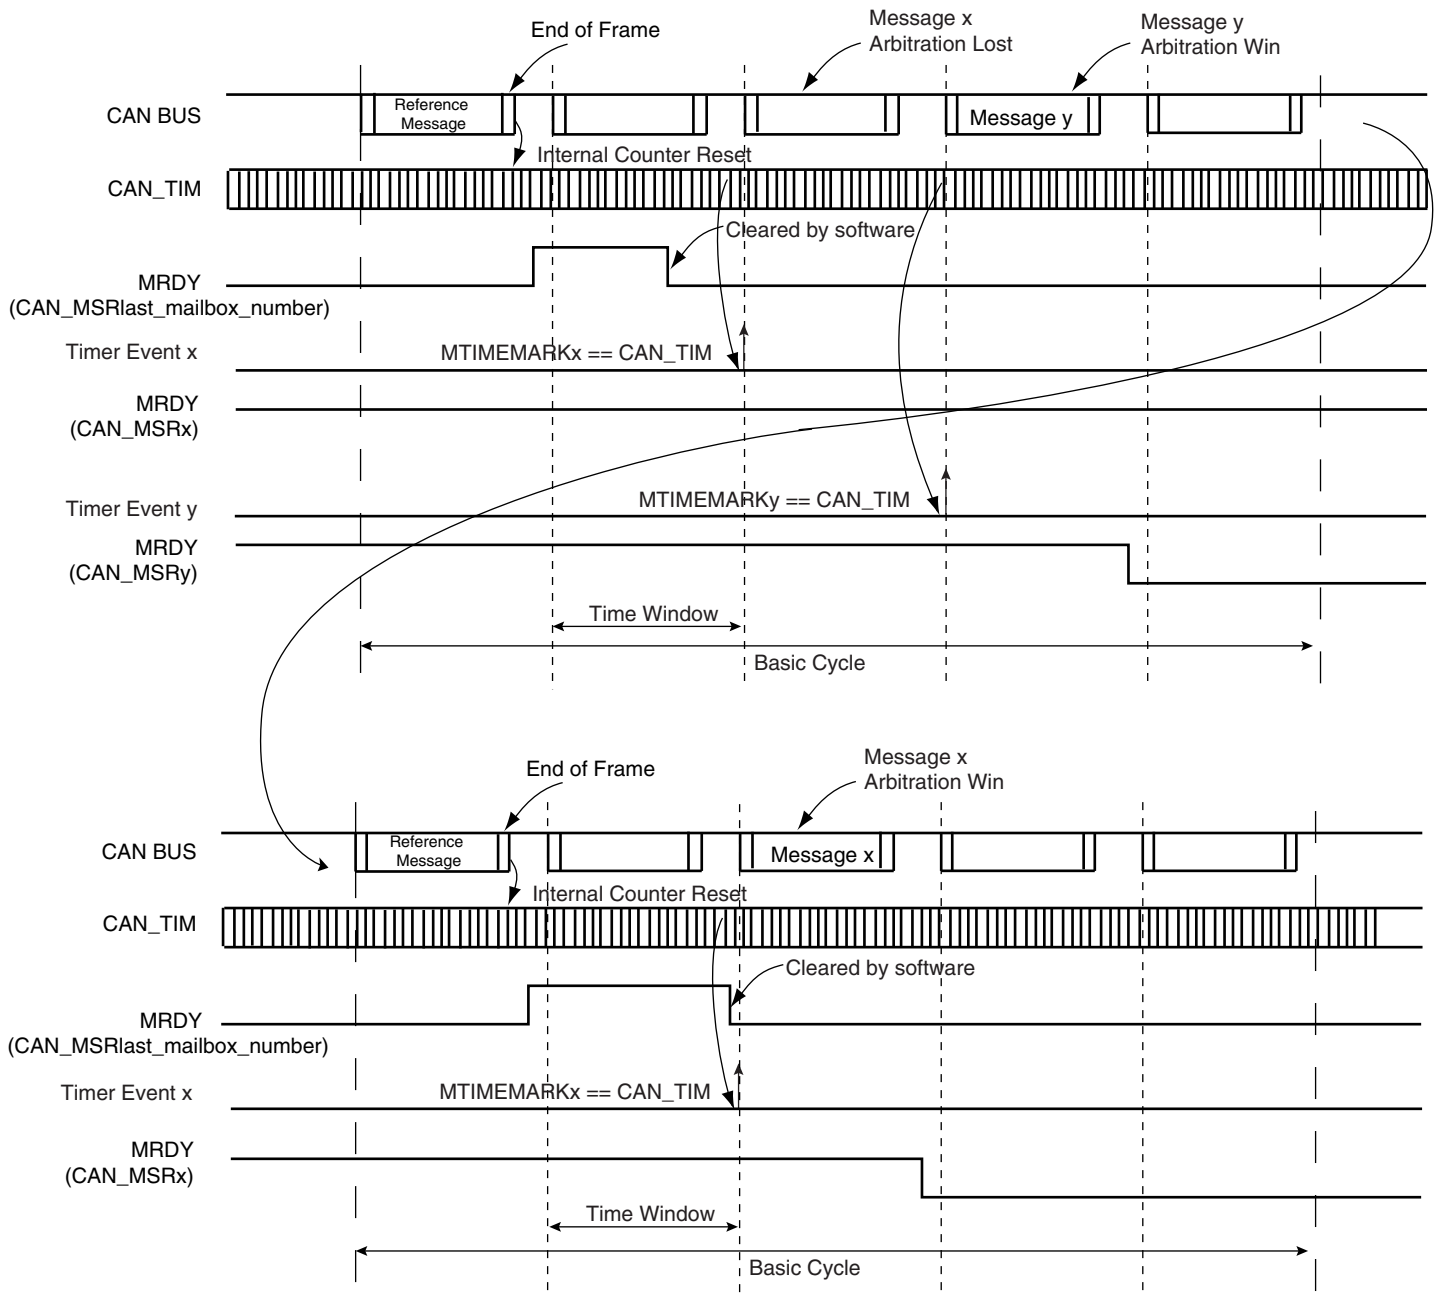 End of Frame
Message x
Arbitration Lost
Message y
Arbitration Win
CAN BUS
Reference
Message
Message y
Internal Counter Reset
CAN_TIM
Cleared by software
MRDY
(CAN_MSRlast_mailbox_number)
Timer Event x
MTIMEMARKx == CAN_TIM
MRDY
(CAN_MSRx)
Timer Event y
MTIMEMARKy == CAN_TIM
MRDY
(CAN_MSRy)
Time Window
Basic Cycle
End of Frame
Message x
Arbitration Win
CAN BUS
Reference
Message
Message x
Internal Counter Reset
CAN_TIM
Cleared by software
MRDY
(CAN_MSRlast_mailbox_number)
Timer Event x
MTIMEMARKx == CAN_TIM
MRDY
(CAN_MSRx)
Time Window
Basic Cycle